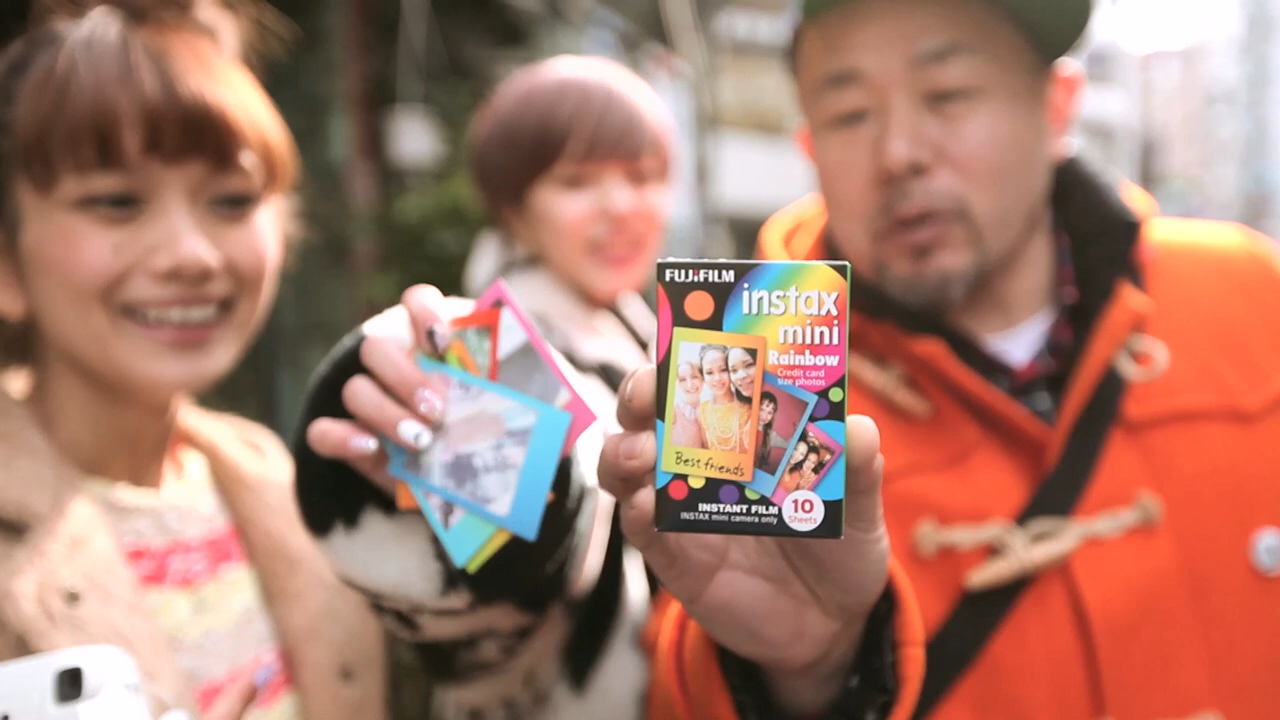 FUJIFILM
instax
mini
Rainbow
Credit card
size photos
Best friends
INSTANT FILM
INSTAX mini camera only
10
Sheets